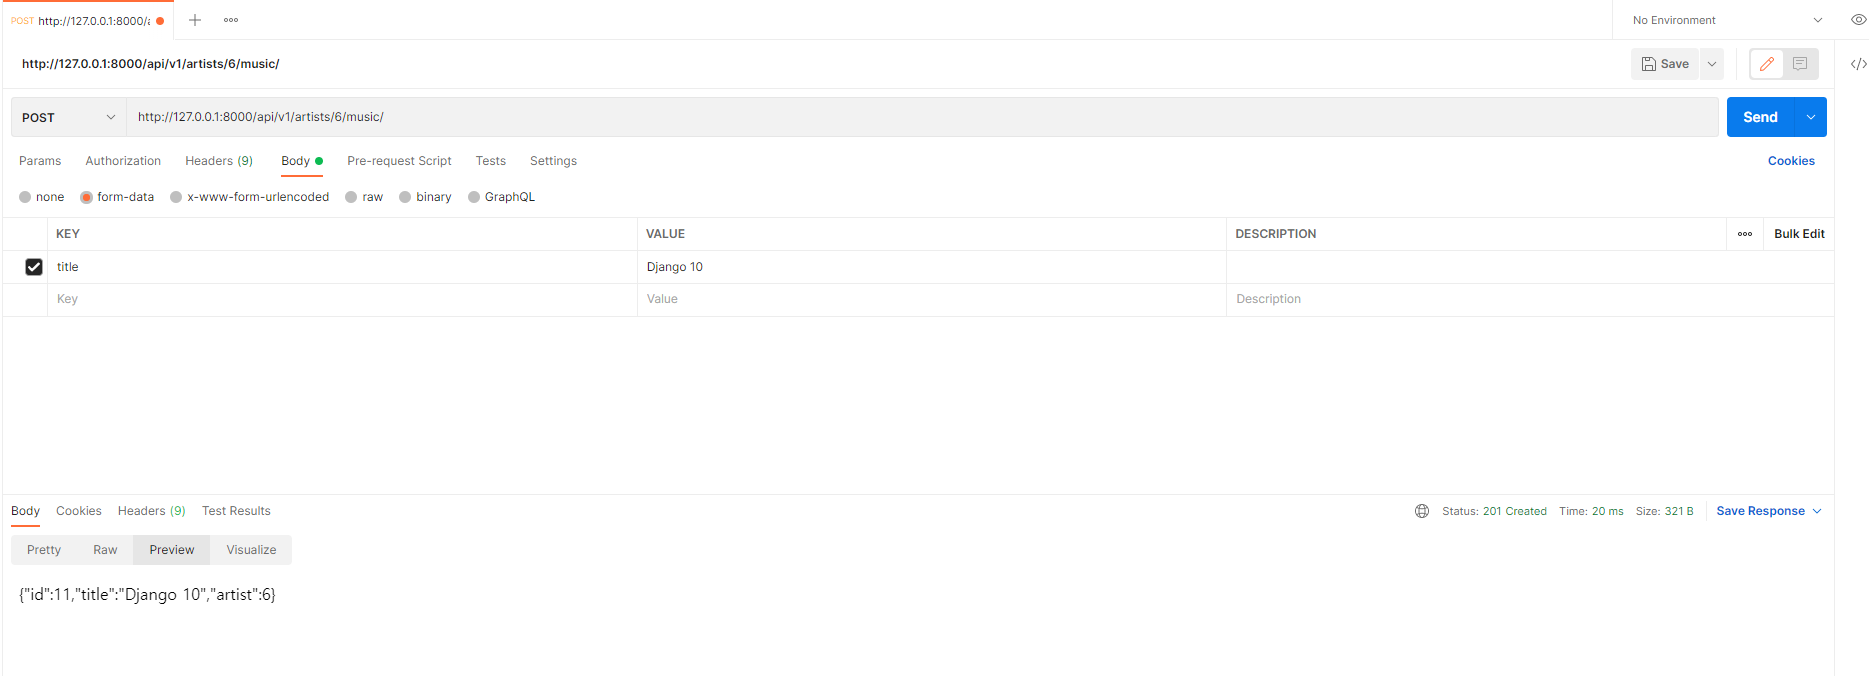 POST http://127.0.0.1:8000/a
No Environment
http://127.0.0.1:8000/api/v1/artists/6/music/
Save
POST
http://127.0.0.1:8000/api/v1/artists/6/music/
Send
Params Authorization Headers (9) Body Pre-request Script Tests Settings
Cookies
none form-data x-www-form-urlencoded raw binary GraphQL
KEY VALUE DESCRIPTION Bulk Edit
title Django 10
Key Value Description
Body Cookies Headers (9) Test Results
Status: 201 Created Time: 20 ms Size: 321 B Save Response
Pretty Raw Preview Visualize
{"id":11,"title":"Django 10","artist":6}